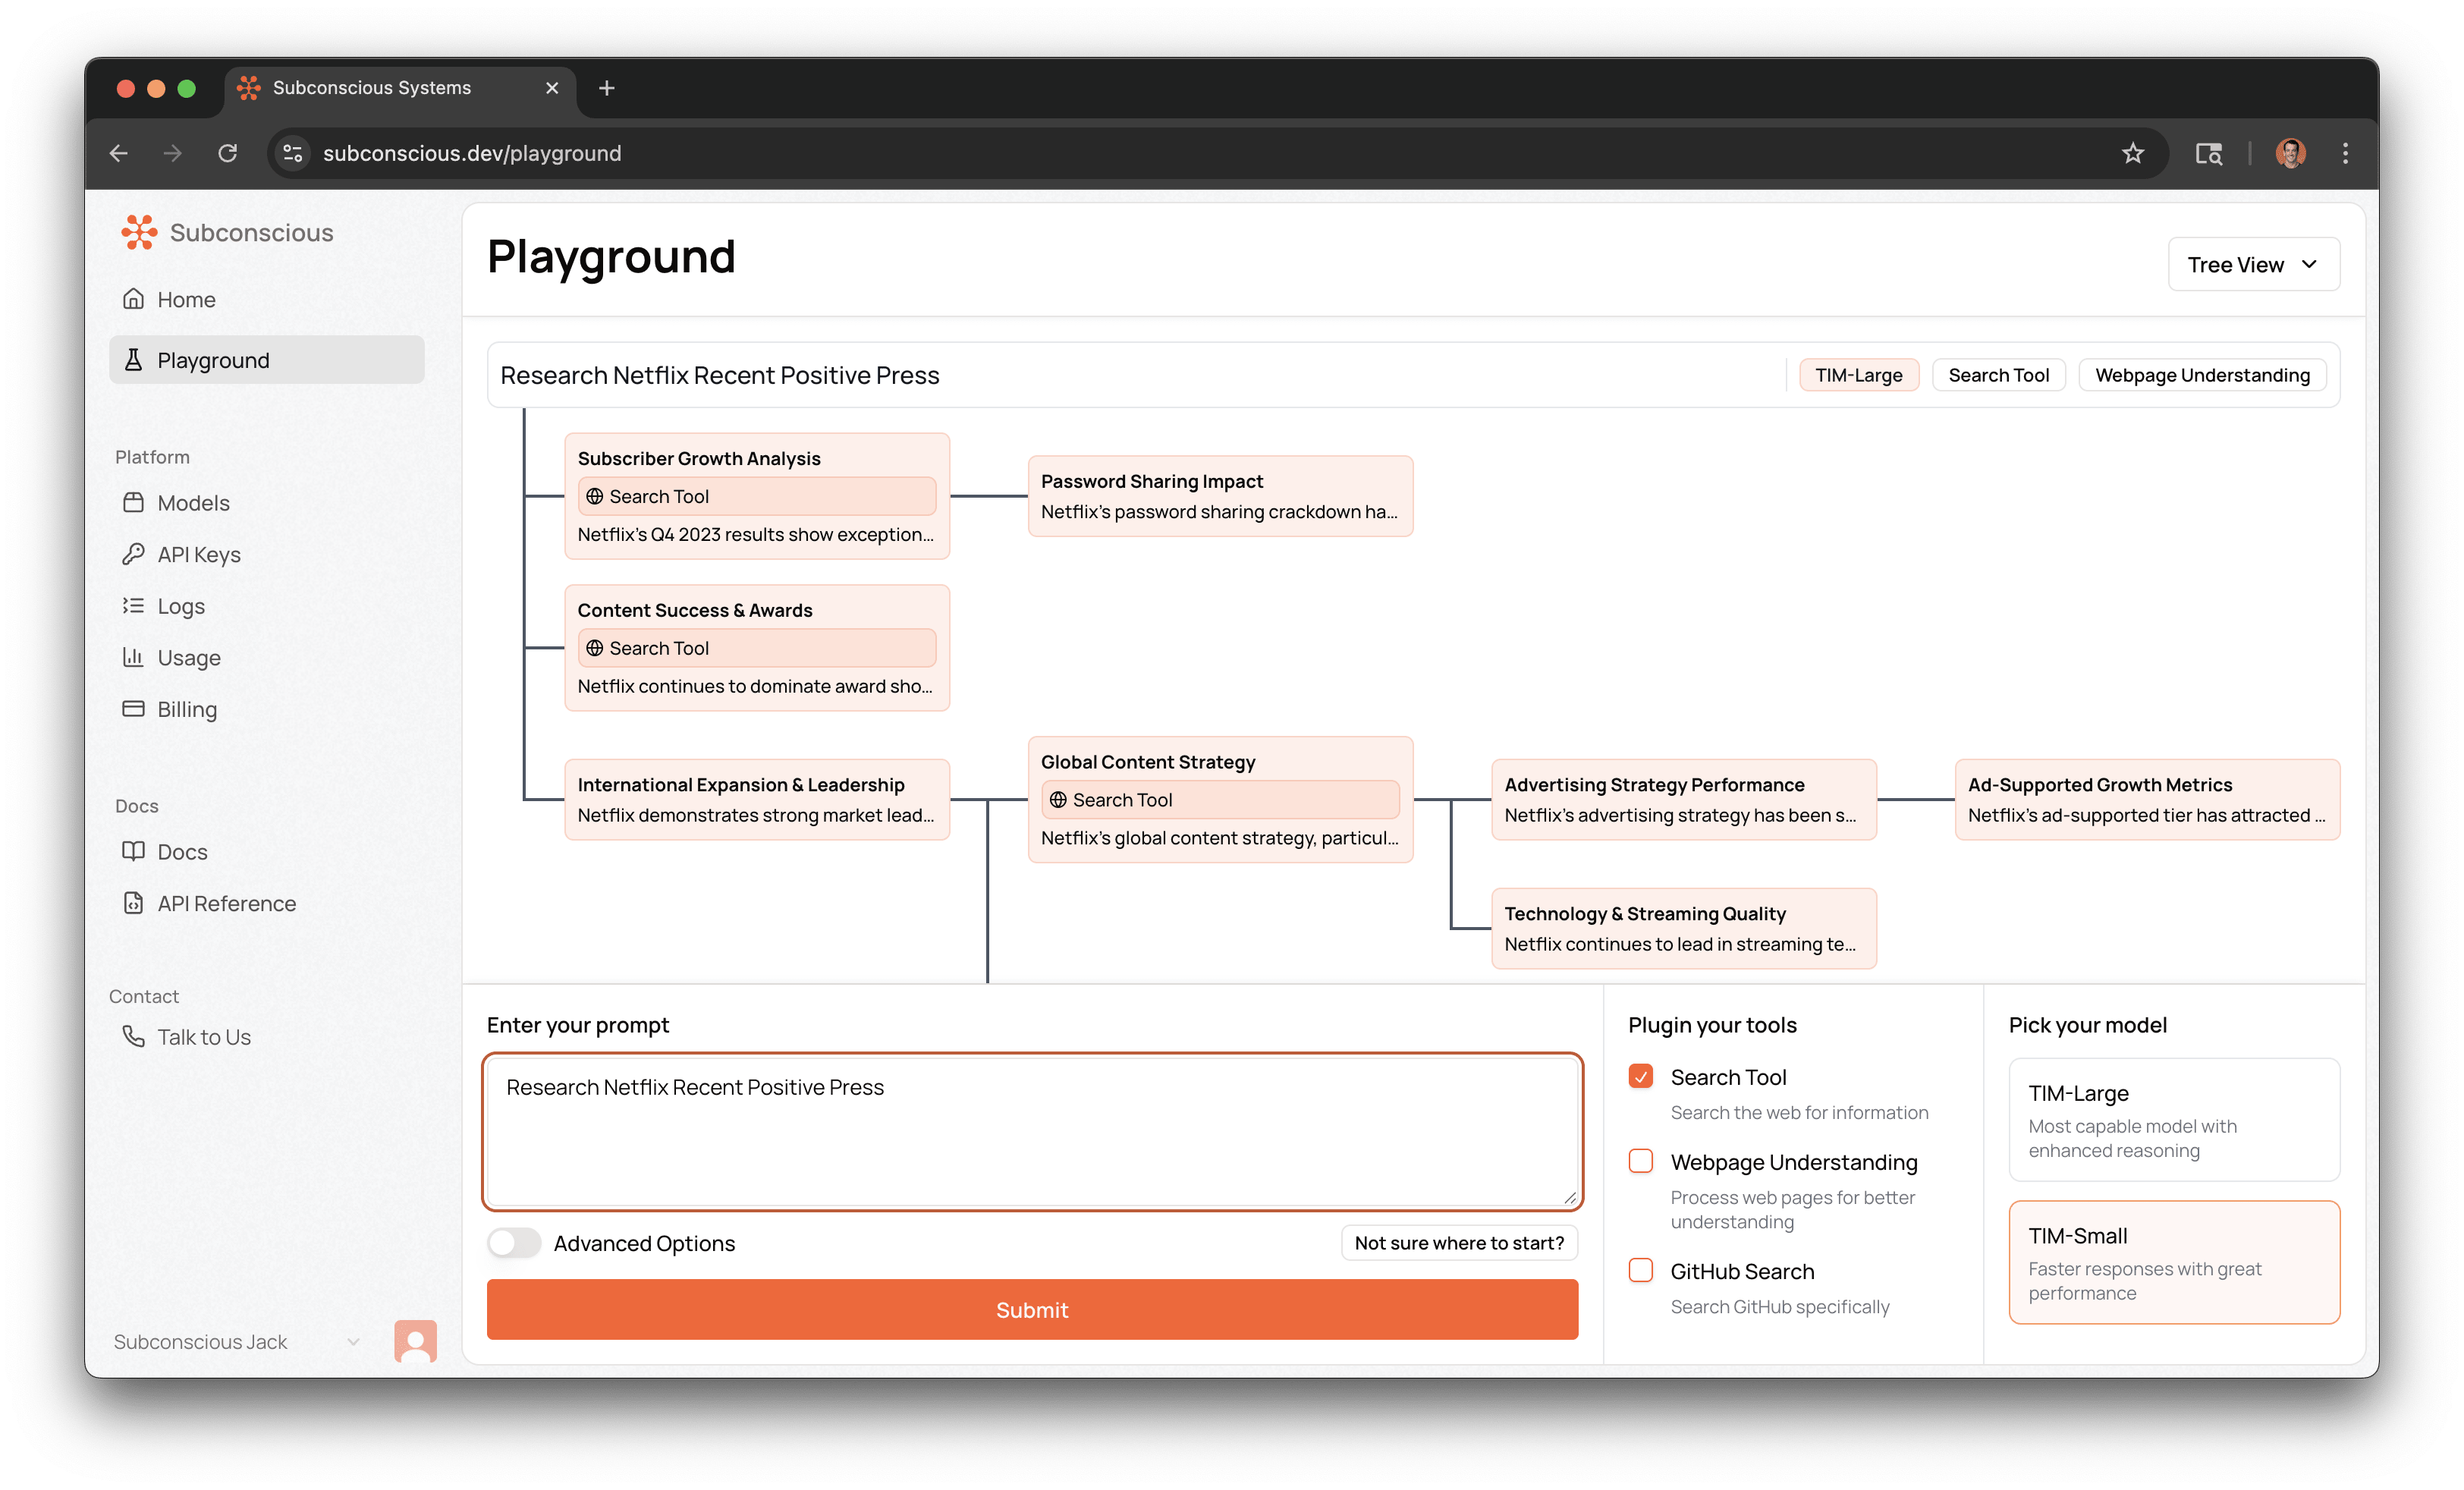 Subconscious Systems
subconscious.dev/playground
Subconscious
Home
Playground
Platform
Models
API Keys
Logs
Usage
Billing
Docs
Docs
API Reference
Contact
Talk to Us
Subconscious Jack
Playground
Tree View
Research Netflix Recent Positive Press
TIM-Large
Search Tool
Webpage Understanding
Subscriber Growth Analysis
Search Tool
Netflix's Q4 2023 results show exception...
Password Sharing Impact
Netflix's password sharing crackdown ha...
Content Success & Awards
Search Tool
Netflix continues to dominate award sho...
International Expansion & Leadership
Netflix demonstrates strong market lead...
Global Content Strategy
Search Tool
Netflix's global content strategy, particul...
Advertising Strategy Performance
Netflix's advertising strategy has been s...
Ad-Supported Growth Metrics
Netflix's ad-supported tier has attracted ...
Technology & Streaming Quality
Netflix continues to lead in streaming te...
Enter your prompt
Research Netflix Recent Positive Press
Advanced Options
Not sure where to start?
Submit
Plugin your tools
Search Tool
Search the web for information
Webpage Understanding
Process web pages for better
understanding
GitHub Search
Search GitHub specifically
Pick your model
TIM-Large
Most capable model with
enhanced reasoning
TIM-Small
Faster responses with great
performance